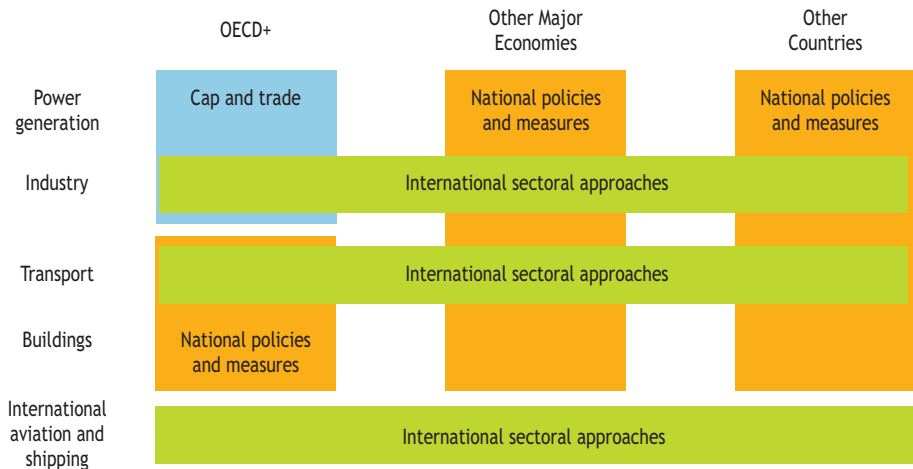 OECD+
Other Major
Economies
Other
Countries
Power
generation
Cap and trade
National policies
and measures
National policies
and measures
Industry
International sectoral approaches
Transport
International sectoral approaches
Buildings
National policies
and measures
International
aviation and
shipping
International sectoral approaches